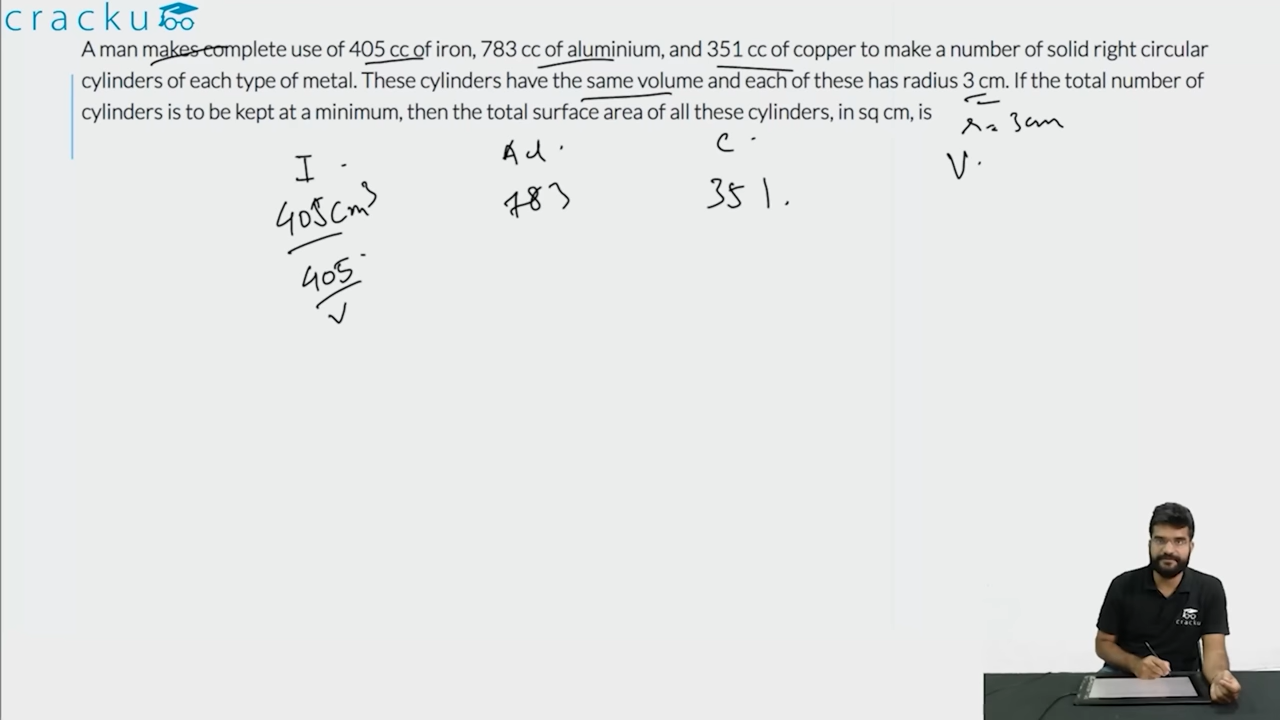 cracku
A man makes complete use of 405 cc of iron, 783 cc of aluminium, and 351 cc of copper to make a number of solid right circular
cylinders of each type of metal. These cylinders have the same volume and each of these has radius 3 cm. If the total number of
cylinders is to be kept at a minimum, then the total surface area of all these cylinders, in sq cm, is
r = 3cm
I Al C V
405cm³ 783 351
405
V
cracku